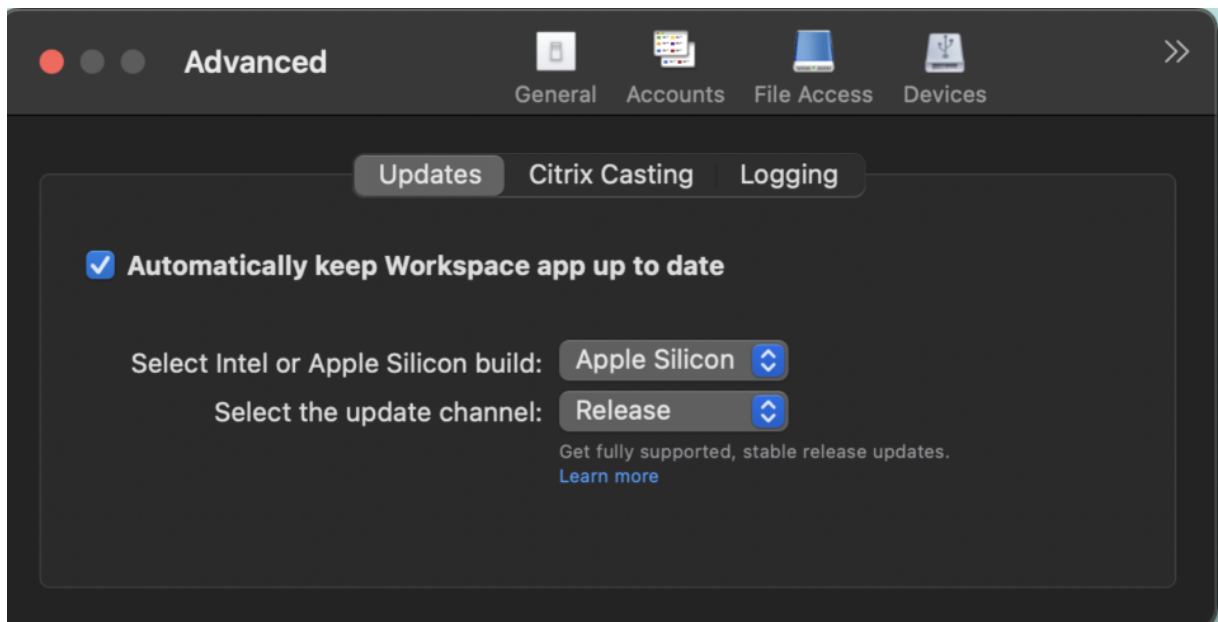 Advanced
General Accounts File Access Devices
Updates Citrix Casting Logging
Automatically keep Workspace app up to date
Select Intel or Apple Silicon build: Apple Silicon
Select the update channel: Release
Get fully supported, stable release updates.
Learn more